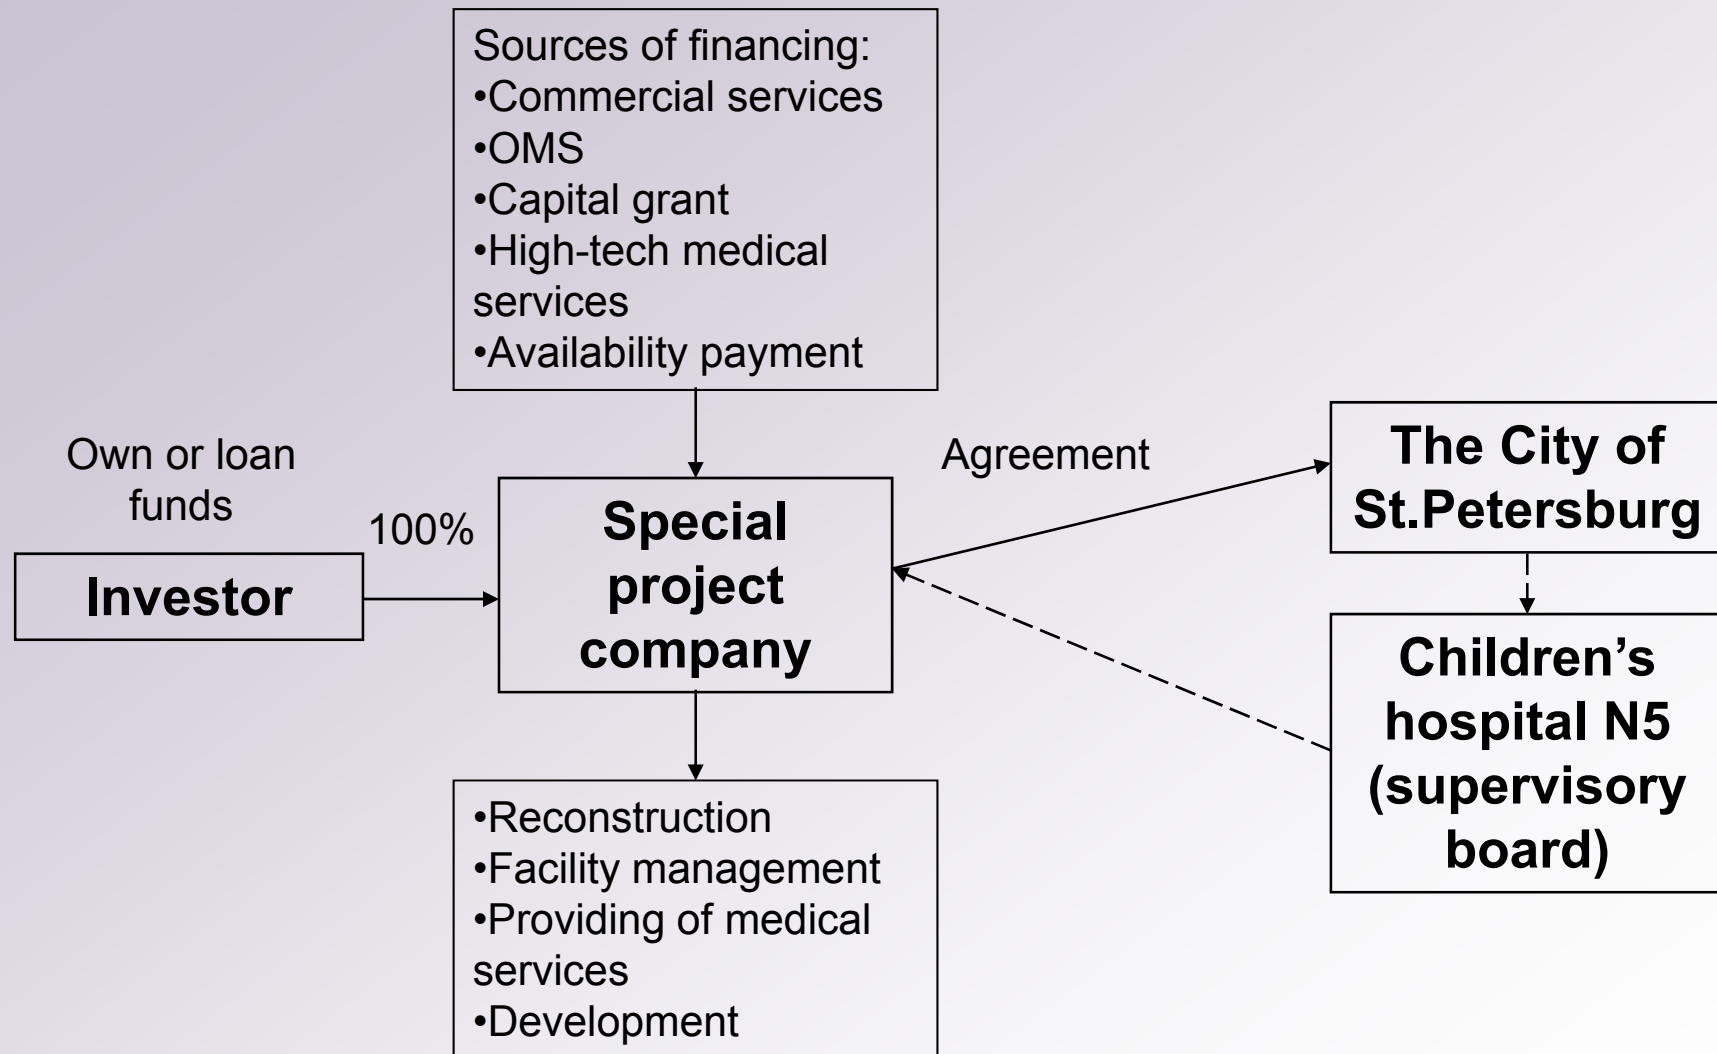 Sources of financing:
•Commercial services
•OMS
•Capital grant
•High-tech medical
services
•Availability payment
Own or loan
funds
100%
Investor
Special
project
company
Agreement
The City of
St.Petersburg
Children’s
hospital N5
(supervisory
board)
•Reconstruction
•Facility management
•Providing of medical
services
•Development